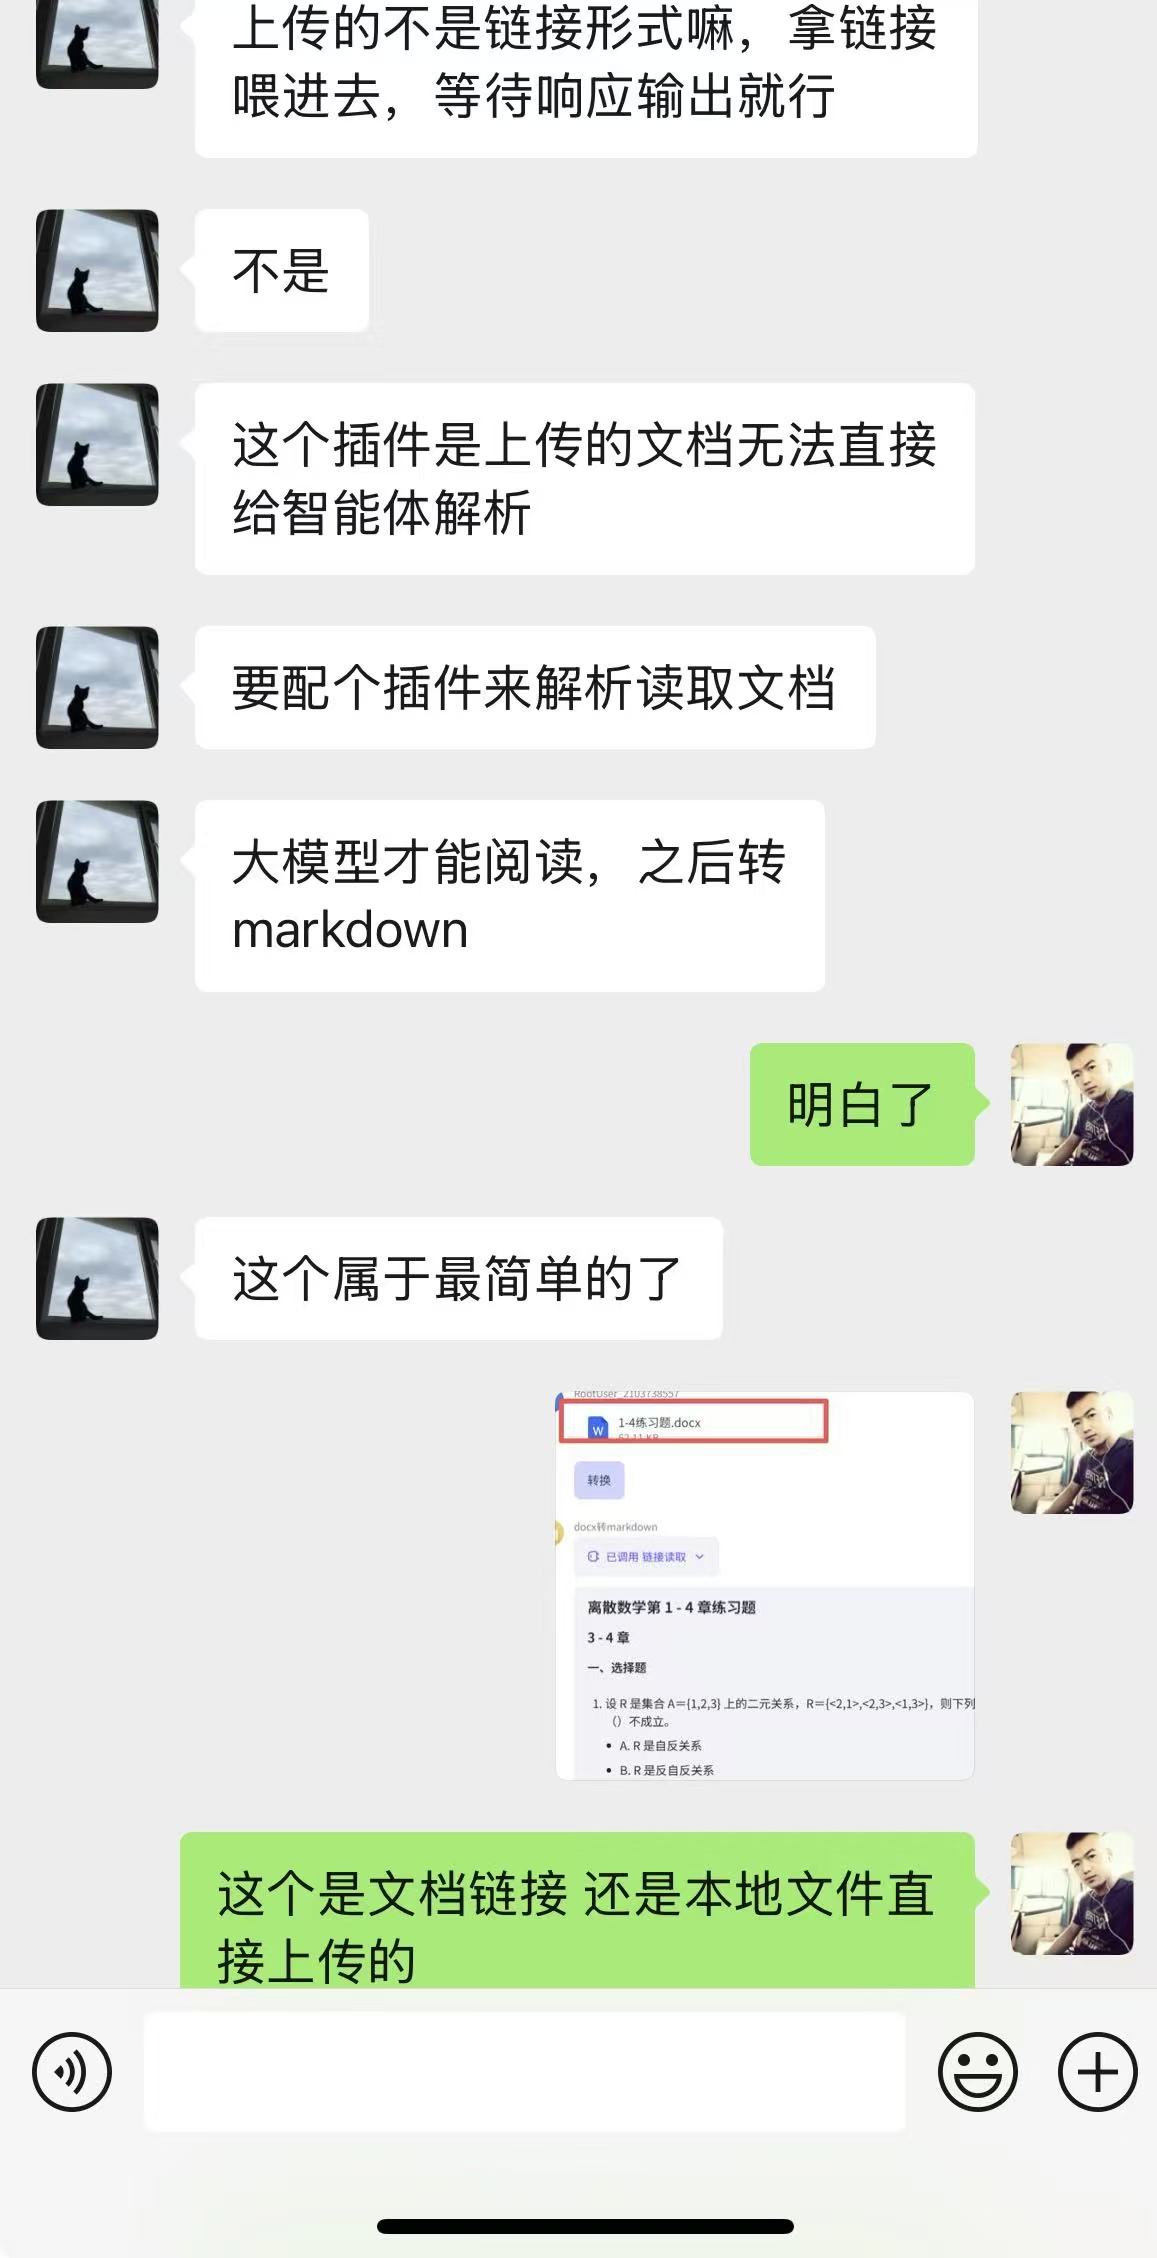 上传的不是链接形式嘛，拿链接
喂进去，等待响应输出就行
不是
这个插件是上传的文档无法直接
给智能体解析
要配个插件来解析读取文档
大模型才能阅读，之后转
markdown
明白了
这个属于最简单的了
RootUser_2103738557
1-4练习题.docx
62.11 KB
转换
docx转markdown
已调用 链接读取
离散数学第 1 - 4 章练习题
3 - 4 章
一、选择题
1. 设 R 是集合 A={1,2,3} 上的二元关系，R={<2,1>,<2,3>,<1,3>}，则下列
（）不成立。
• A. R 是自反关系
• B. R 是反自反关系
这个是文档链接 还是本地文件直
接上传的